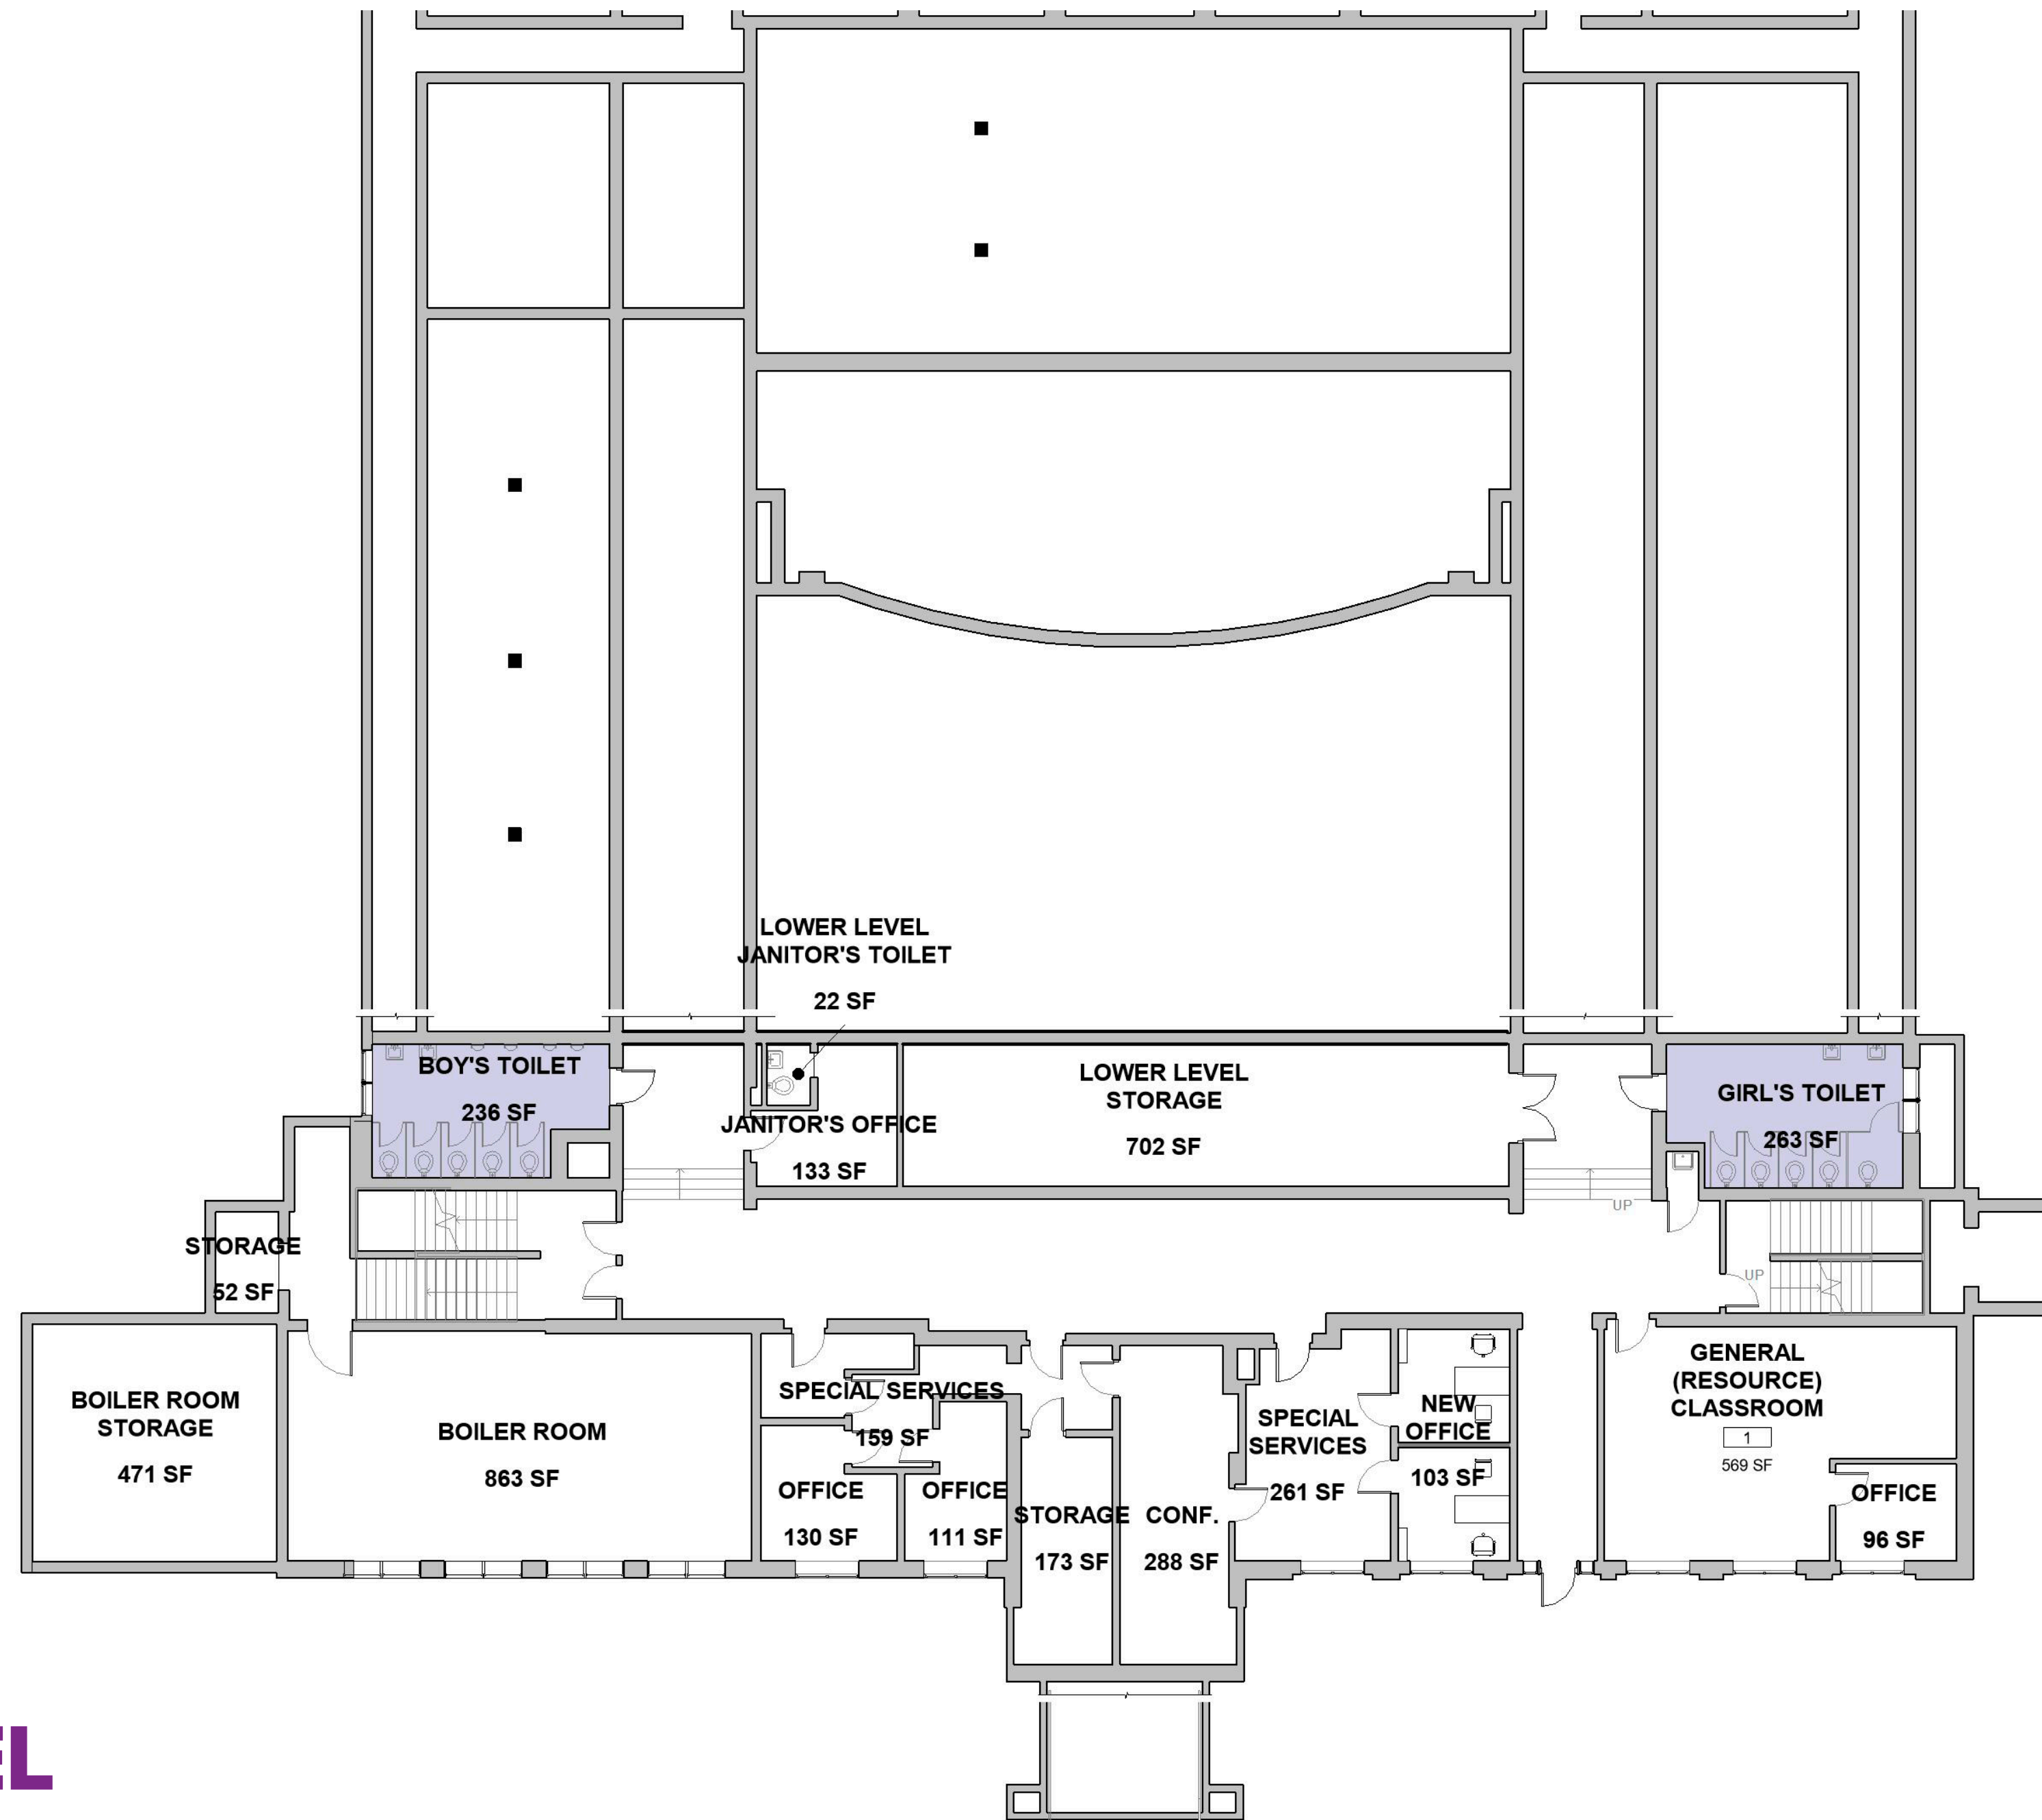 LOWER LEVEL
JANITOR'S TOILET
22 SF
BOY'S TOILET
236 SF
JANITOR'S OFFICE
133 SF
LOWER LEVEL
STORAGE
702 SF
GIRL'S TOILET
263 SF
UP
UP
STORAGE
52 SF
BOILER ROOM
STORAGE
471 SF
BOILER ROOM
863 SF
SPECIAL SERVICES
159 SF
OFFICE
130 SF
OFFICE
111 SF
STORAGE
173 SF
CONF.
288 SF
SPECIAL
SERVICES
261 SF
NEW
OFFICE
103 SF
GENERAL
(RESOURCE)
CLASSROOM
1
569 SF
OFFICE
96 SF